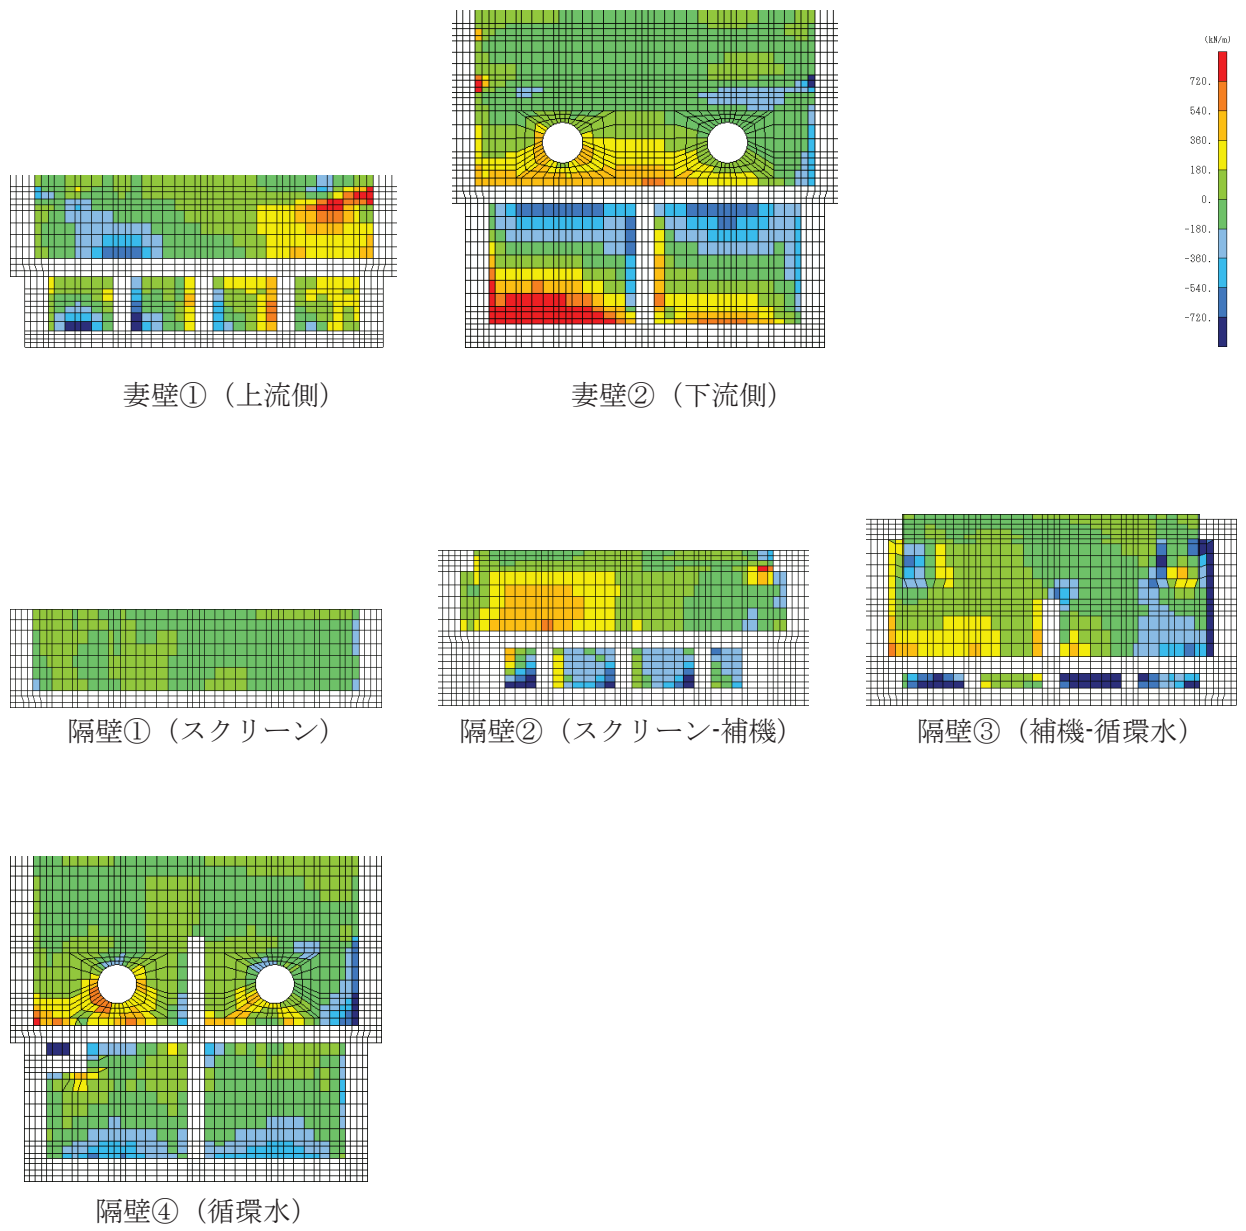 (kN/m)
720.
540.
360.
180.
0.
-180.
-360.
-540.
-720.
妻壁①（上流側）
妻壁②（下流側）
隔壁①（スクリーン）
隔壁②（スクリーン-補機）
隔壁③（補機-循環水）
隔壁④（循環水）